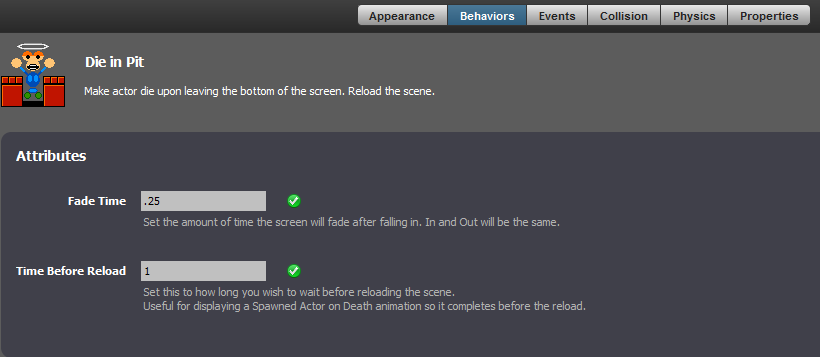 Appearance Behaviors Events Collision Physics Properties
Die in Pit
Make actor die upon leaving the bottom of the screen. Reload the scene.
Attributes
Fade Time .25
Set the amount of time the screen will fade after falling in. In and Out will be the same.
Time Before Reload 1
Set this to how long you wish to wait before reloading the scene.
Useful for displaying a Spawned Actor on Death animation so it completes before the reload.